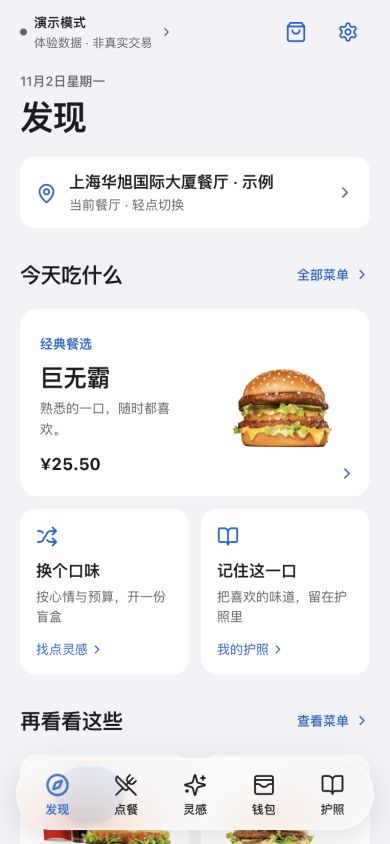 演示模式
体验数据 · 非真实交易
11月2日星期一
发现
上海华旭国际大厦餐厅 · 示例
当前餐厅 · 轻点切换
今天吃什么
全部菜单
经典餐选
巨无霸
熟悉的一口，随时都喜
欢。
¥25.50
换个口味
按心情与预算，开一份
盲盒
找点灵感
记住这一口
把喜欢的味道，留在护
照里
我的护照
再看看这些
查看菜单
发现
点餐
灵感
钱包
护照